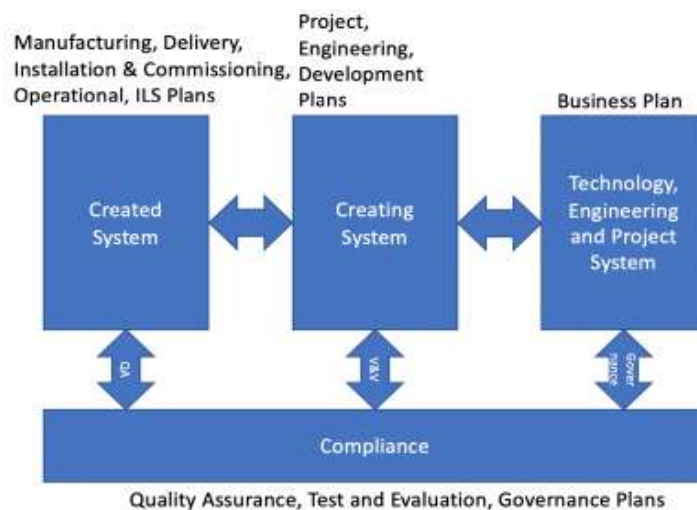 Manufacturing, Delivery,
Installation & Commissioning,
Operational, ILS Plans
Project,
Engineering,
Development
Plans
Business Plan
Created
System
Creating
System
Technology,
Engineering
and Project
System
QA
V&V
Gover
nance
Compliance
Quality Assurance, Test and Evaluation, Governance Plans